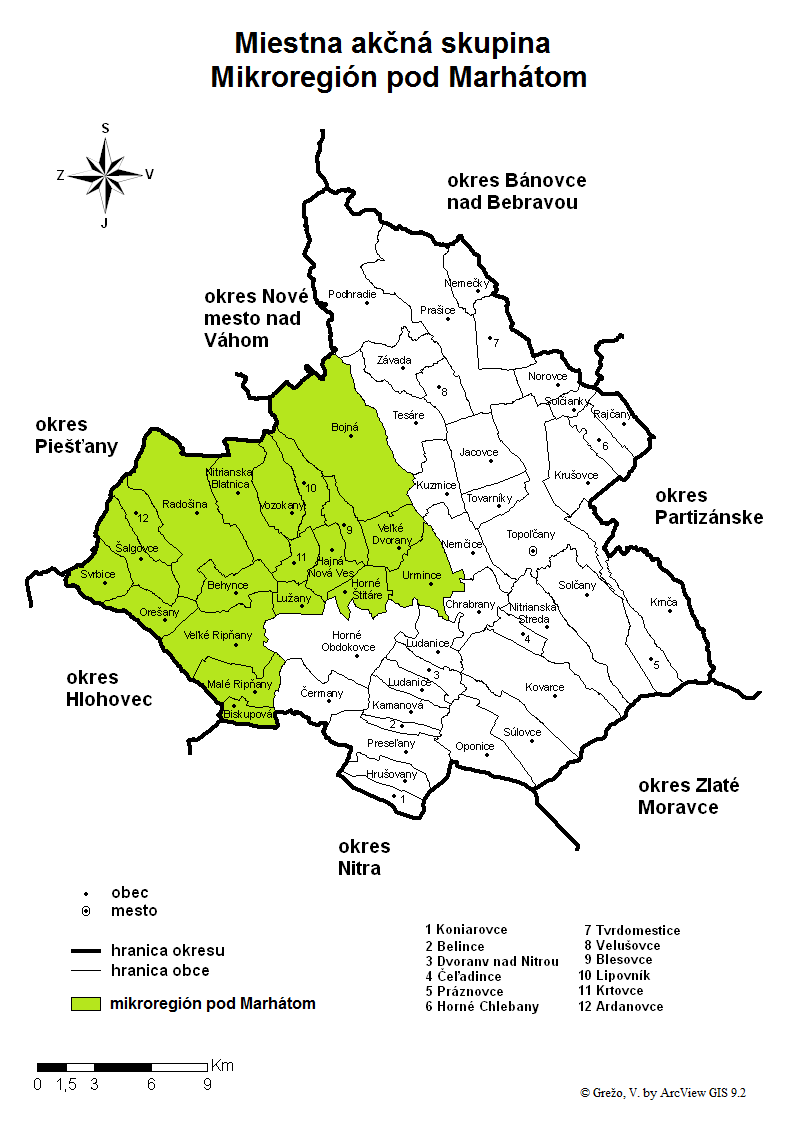 Miestna akčná skupina
Mikroregión pod Marhátom
S
Z
V
J
okres Bánovce
nad Bebravou
okres Nové
mesto nad
Váhom
okres
Piešťany
okres
Partizánske
okres
Hlohovec
okres Zlaté
Moravce
okres
Nitra
Nemečky
Podhradie
Prašice
7
Závada
8
Norovce
Solčianky
Rajčany
Tesáre
6
Bojná
Jacovce
Krušovce
Nitrianska
Blatnica
Kuzmice
10
Radošina
Vozokany
Tovarníky
12
9
Veľké
Dvorany
Topoľčany
Nemčice
Šalgovce
11
Hajná
Nová Ves
Svrbice
Behynce
Horné
Štitáre
Urmince
Solčany
Lužany
Krnča
Orešany
Chrabrany
Nitrianska
Streda
4
Veľké Ripňany
Horné
Obdokovce
Ludanice
5
3
Malé Ripňany
Ludanice
Kovarce
Čermany
Biskupová
Kamanová
2
Súlovce
Preseľany
Oponice
Hrušovany
1
obec
mesto
hranica okresu
hranica obce
mikroregión pod Marhátom
1 Koniarovce
2 Belince
3 Dvorany nad Nitrou
4 Čeľadince
5 Práznovce
6 Horné Chlebany
7 Tvrdomestice
8 Velušovce
9 Blesovce
10 Lipovník
11 Krtovce
12 Ardanovce
Km
0 1,5 3 6 9
© Grežo, V. by ArcView GIS 9.2